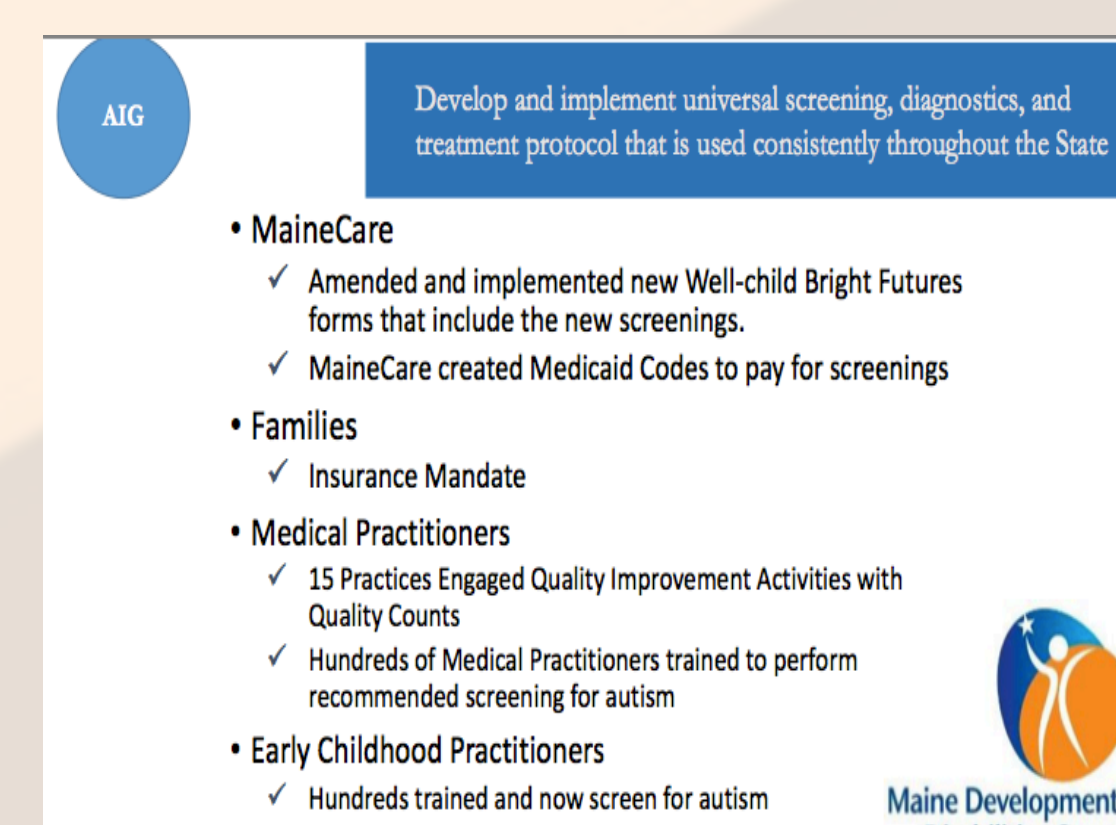 AIG
Develop and implement universal screening, diagnostics, and
treatment protocol that is used consistently throughout the State
• MaineCare
✓ Amended and implemented new Well-child Bright Futures
forms that include the new screenings.
✓ MaineCare created Medicaid Codes to pay for screenings
• Families
✓ Insurance Mandate
• Medical Practitioners
✓ 15 Practices Engaged Quality Improvement Activities with
Quality Counts
✓ Hundreds of Medical Practitioners trained to perform
recommended screening for autism
• Early Childhood Practitioners
✓ Hundreds trained and now screen for autism
Maine Development